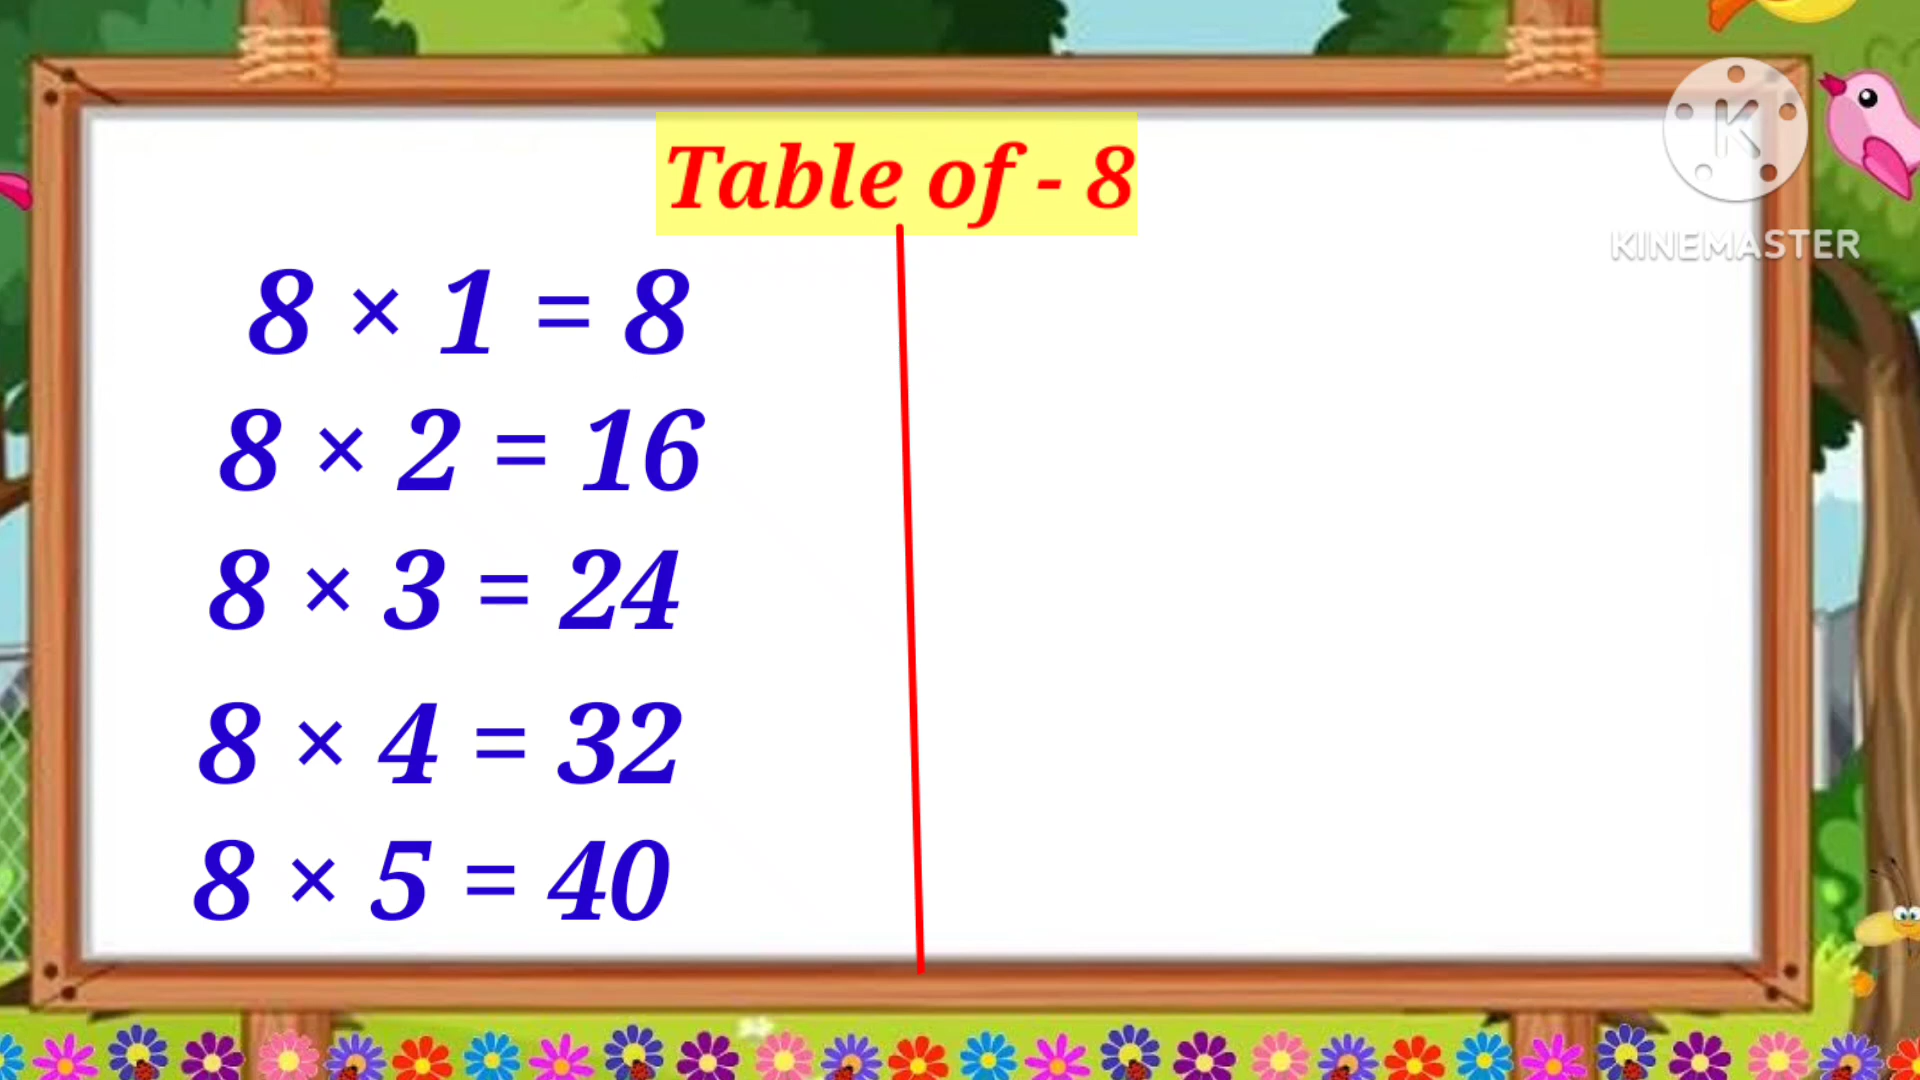 Table of - 8
K
KINEMASTER
8 × 1 = 8
8 × 2 = 16
8 × 3 = 24
8 × 4 = 32
8 × 5 = 40